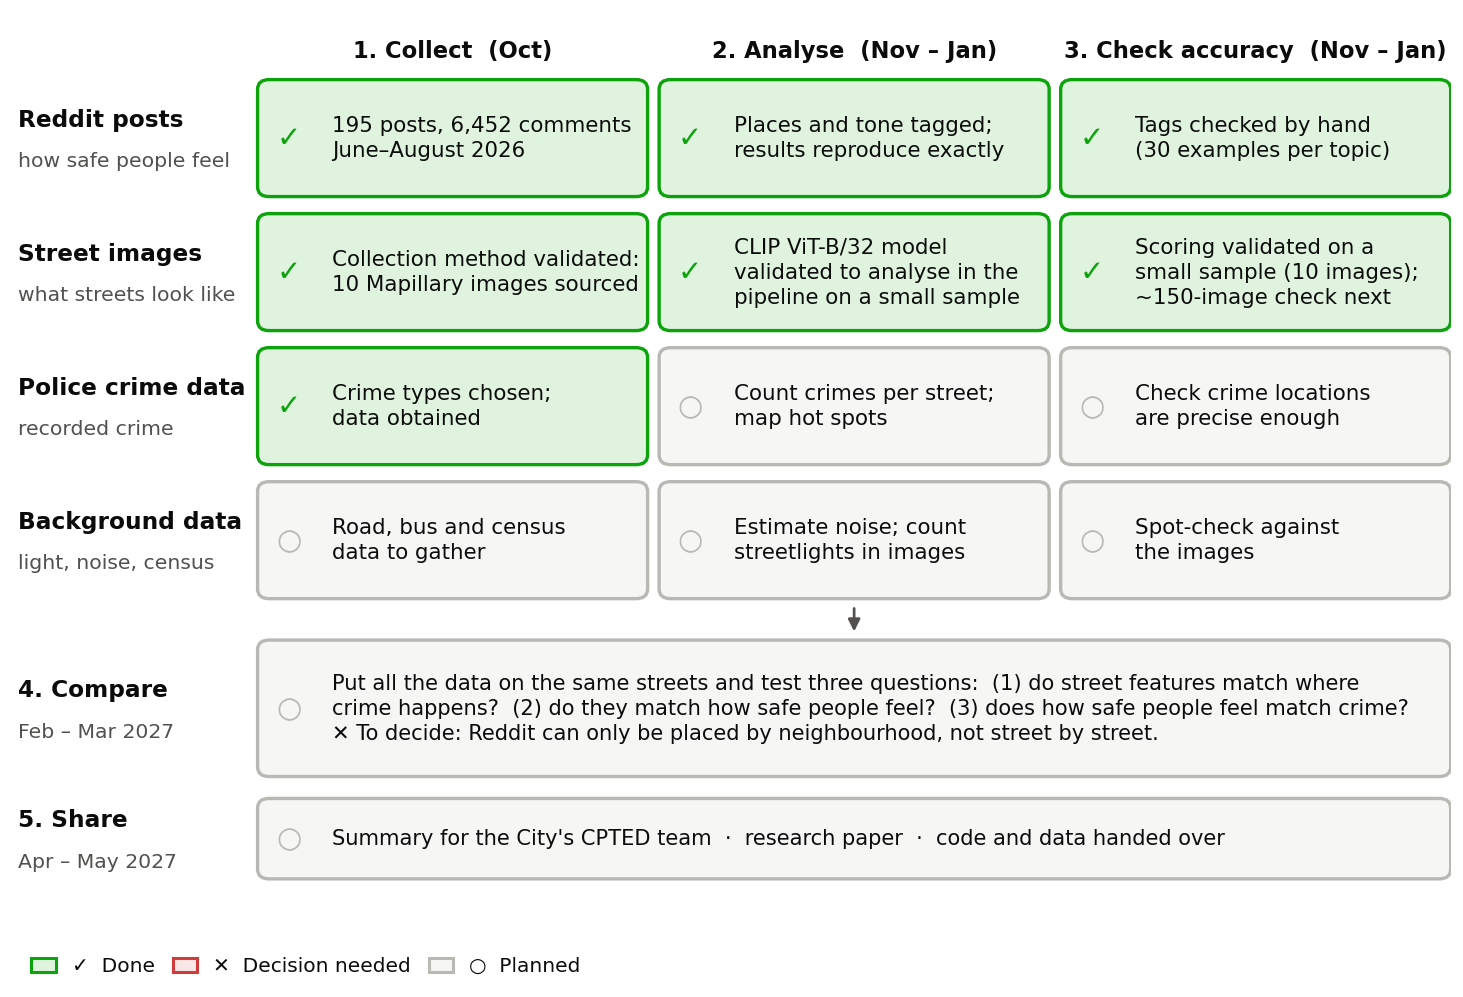 1. Collect (Oct)
2. Analyse (Nov – Jan)
3. Check accuracy (Nov – Jan)
Reddit posts
how safe people feel
✓
195 posts, 6,452 comments
June–August 2026
✓
Places and tone tagged;
results reproduce exactly
✓
Tags checked by hand
(30 examples per topic)
Street images
what streets look like
✓
Collection method validated:
10 Mapillary images sourced
✓
CLIP ViT-B/32 model
validated to analyse in the
pipeline on a small sample
✓
Scoring validated on a
small sample (10 images);
~150-image check next
Police crime data
recorded crime
✓
Crime types chosen;
data obtained
○
Count crimes per street;
map hot spots
○
Check crime locations
are precise enough
Background data
light, noise, census
○
Road, bus and census
data to gather
○
Estimate noise; count
streetlights in images
○
Spot-check against
the images
4. Compare
Feb – Mar 2027
○
Put all the data on the same streets and test three questions: (1) do street features match where
crime happens? (2) do they match how safe people feel? (3) does how safe people feel match crime?
✕ To decide: Reddit can only be placed by neighbourhood, not street by street.
5. Share
Apr – May 2027
○
Summary for the City's CPTED team · research paper · code and data handed over
✓ Done ✕ Decision needed ○ Planned